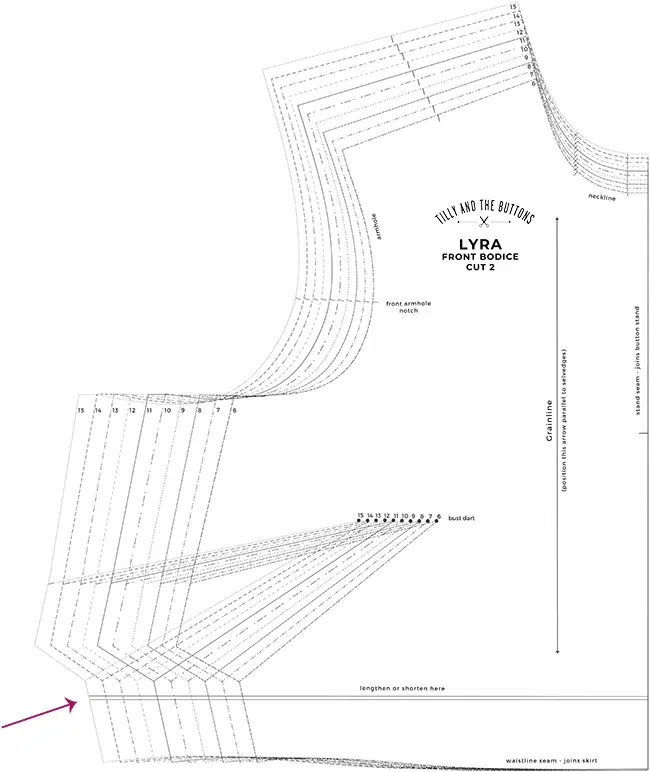 15
14
13
12
11
10
9
8
7
6
neckline
TILLY AND THE BUTTONS
LYRA
FRONT BODICE
CUT 2
armhole
front armhole
notch
stand seam - joins button stand
Grainline
(position this arrow parallel to selvedges)
15 14 13 12 11 10 9 8 7 6
15 14 13 12 11 10 9 8 7 6 bust dart
lengthen or shorten here
waistline seam - joins skirt